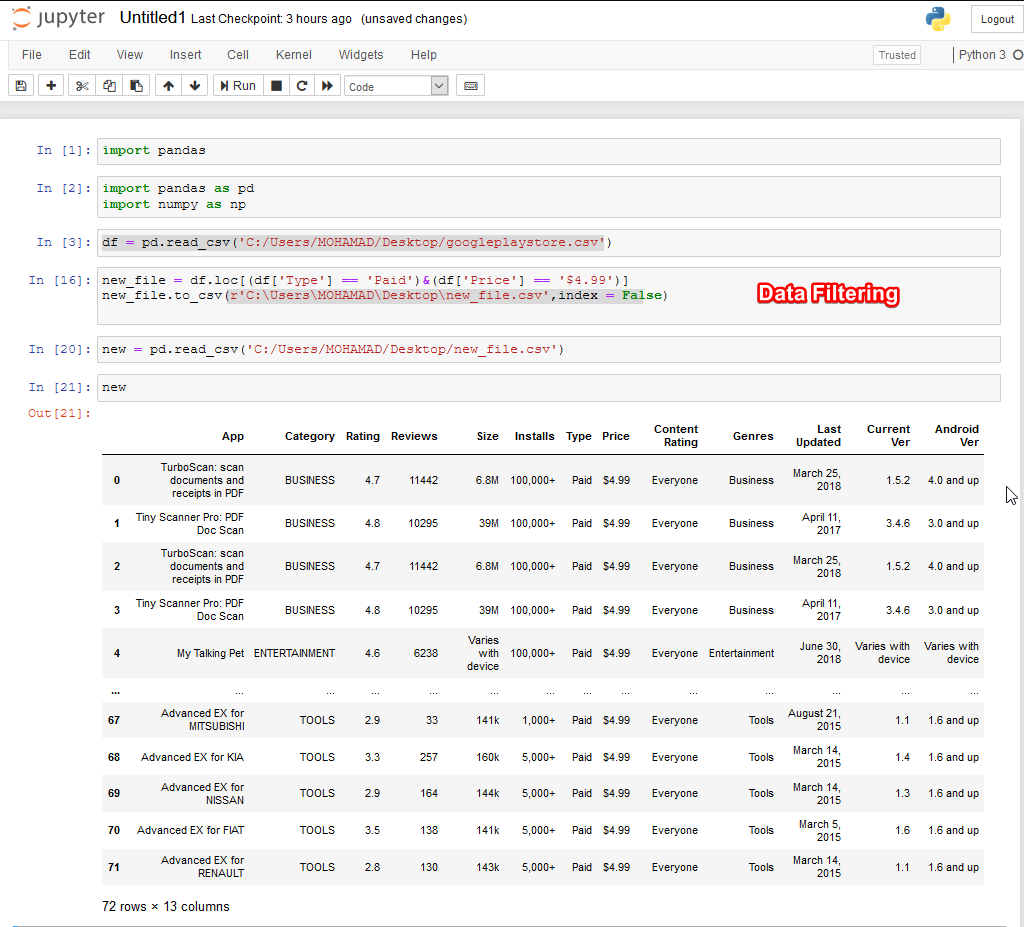 jupyter Untitled1 Last Checkpoint: 3 hours ago (unsaved changes) Logout
File Edit View Insert Cell Kernel Widgets Help Trusted Python 3
Run Code
In [1]: import pandas
In [2]: import pandas as pd
import numpy as np
In [3]: df = pd.read_csv('C:/Users/MOHAMAD/Desktop/googleplaystore.csv')
In [16]: new_file = df.loc[(df['Type'] == 'Paid')&(df['Price'] == '$4.99')]
new_file.to_csv(r'C:\Users\MOHAMAD\Desktop\new_file.csv',index = False)
Data Filtering
In [20]: new = pd.read_csv('C:/Users/MOHAMAD/Desktop/new_file.csv')
In [21]: new
Out[21]:
App Category Rating Reviews Size Installs Type Price Content Rating Genres Last Updated Current Ver Android Ver
0 TurboScan: scan documents and receipts in PDF BUSINESS 4.7 11442 6.8M 100,000+ Paid $4.99 Everyone Business March 25, 2018 1.5.2 4.0 and up
1 Tiny Scanner Pro: PDF Doc Scan BUSINESS 4.8 10295 39M 100,000+ Paid $4.99 Everyone Business April 11, 2017 3.4.6 3.0 and up
2 TurboScan: scan documents and receipts in PDF BUSINESS 4.7 11442 6.8M 100,000+ Paid $4.99 Everyone Business March 25, 2018 1.5.2 4.0 and up
3 Tiny Scanner Pro: PDF Doc Scan BUSINESS 4.8 10295 39M 100,000+ Paid $4.99 Everyone Business April 11, 2017 3.4.6 3.0 and up
4 My Talking Pet ENTERTAINMENT 4.6 6238 Varies with device 100,000+ Paid $4.99 Everyone Entertainment June 30, 2018 Varies with device Varies with device
... ... ... ... ... ... ... ... ... ... ... ... ... ...
67 Advanced EX for MITSUBISHI TOOLS 2.9 33 141k 1,000+ Paid $4.99 Everyone Tools August 21, 2015 1.1 1.6 and up
68 Advanced EX for KIA TOOLS 3.3 257 160k 5,000+ Paid $4.99 Everyone Tools March 14, 2015 1.4 1.6 and up
69 Advanced EX for NISSAN TOOLS 2.9 164 144k 5,000+ Paid $4.99 Everyone Tools March 14, 2015 1.3 1.6 and up
70 Advanced EX for FIAT TOOLS 3.5 138 141k 5,000+ Paid $4.99 Everyone Tools March 5, 2015 1.6 1.6 and up
71 Advanced EX for RENAULT TOOLS 2.8 130 143k 5,000+ Paid $4.99 Everyone Tools March 14, 2015 1.1 1.6 and up
72 rows × 13 columns